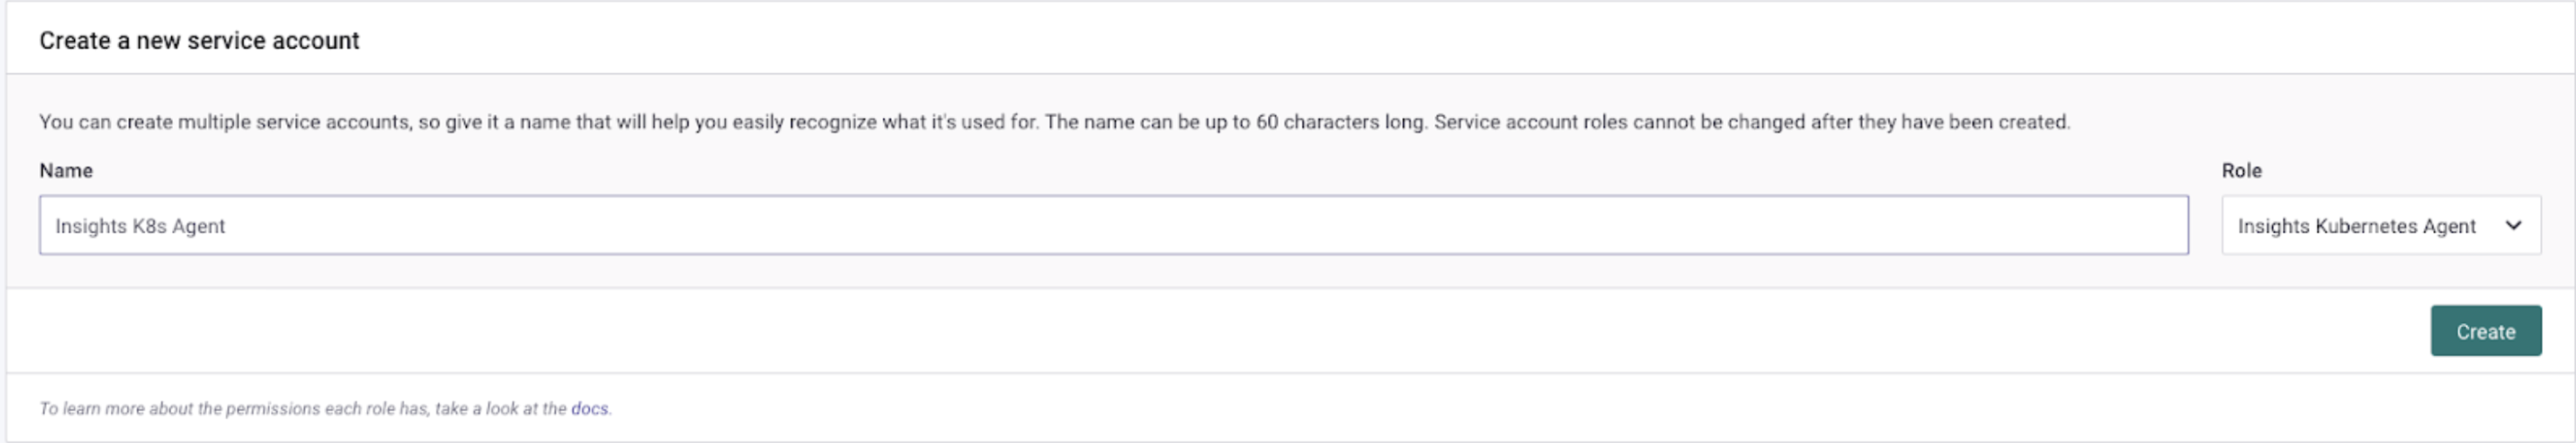 Create a new service account
You can create multiple service accounts, so give it a name that will help you easily recognize what it's used for. The name can be up to 60 characters long. Service account roles cannot be changed after they have been created.
Name
Role
Insights K8s Agent
Insights Kubernetes Agent
Create
To learn more about the permissions each role has, take a look at the docs.